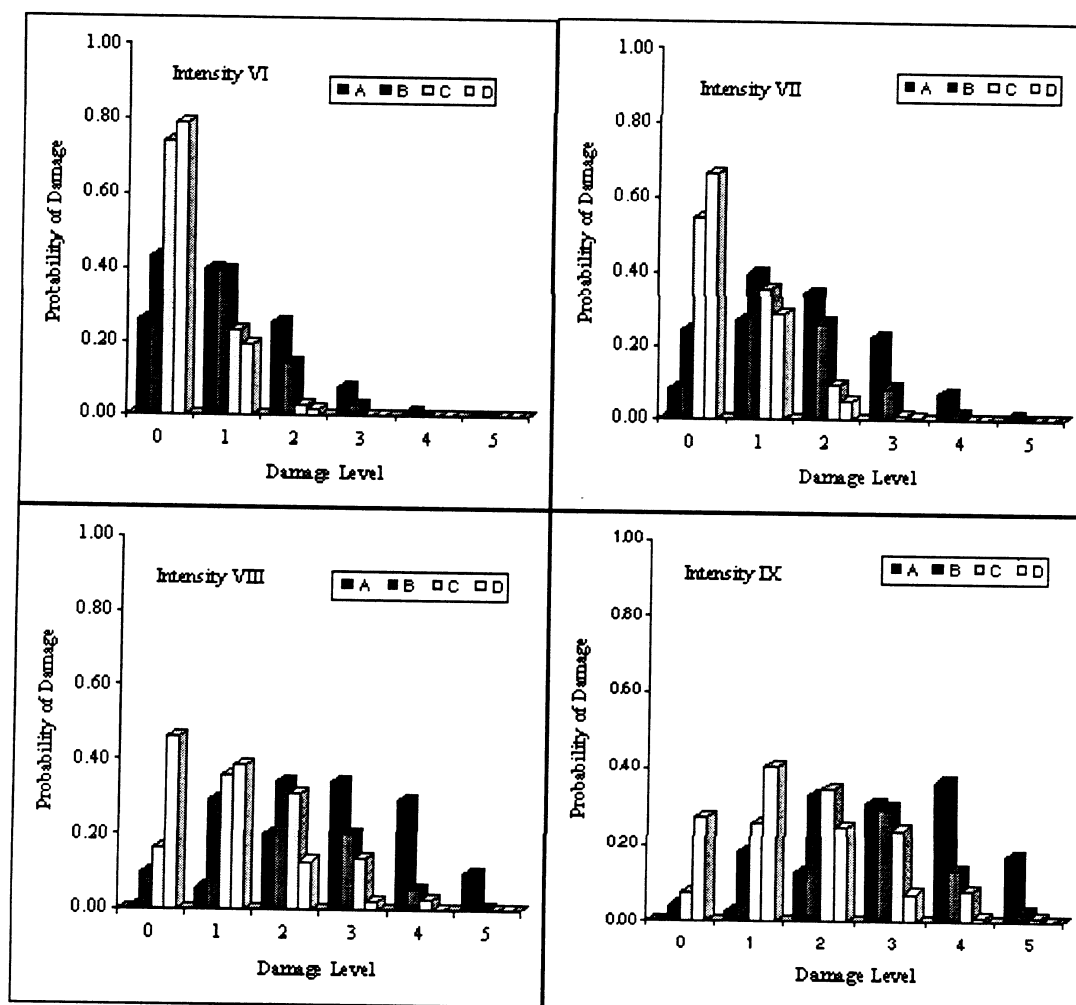 Intensity VI
A B C D
Probability of Damage
1.00
0.80
0.60
0.40
0.20
0.00
0 1 2 3 4 5
Damage Level
Intensity VII
A B C D
Probability of Damage
1.00
0.80
0.60
0.40
0.20
0.00
0 1 2 3 4 5
Damage Level
Intensity VIII
A B C D
Probability of Damage
1.00
0.80
0.60
0.40
0.20
0.00
0 1 2 3 4 5
Damage Level
Intensity IX
A B C D
Probability of Damage
1.00
0.80
0.60
0.40
0.20
0.00
0 1 2 3 4 5
Damage Level